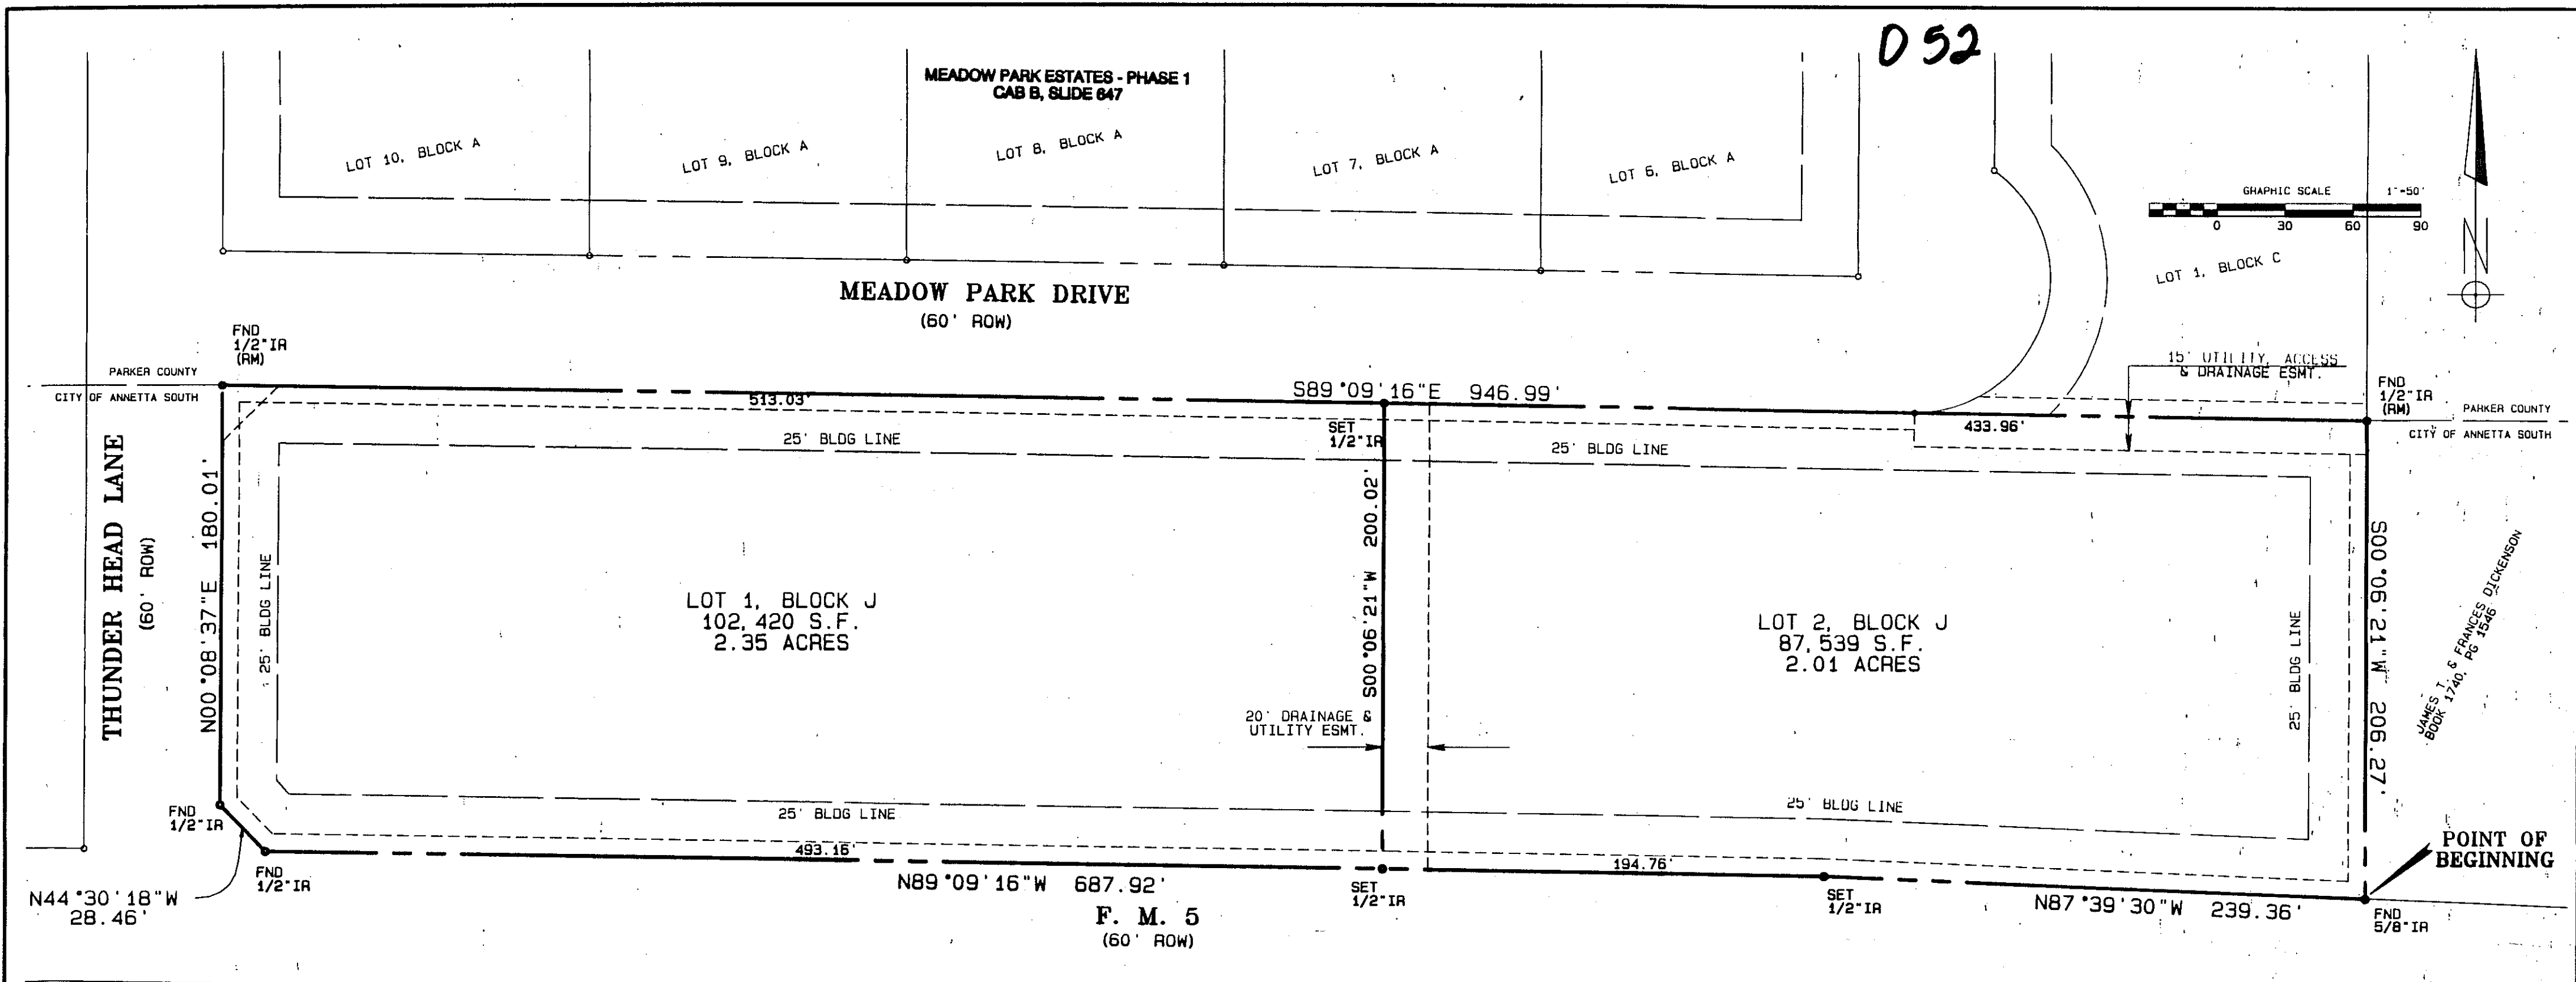 D 52
MEADOW PARK ESTATES - PHASE 1
CAB B, SLIDE 647
LOT 10, BLOCK A
LOT 9, BLOCK A
LOT 8, BLOCK A
LOT 7, BLOCK A
LOT 6, BLOCK A
GRAPHIC SCALE 1"=50'
0 30 60 90
N
LOT 1, BLOCK C
MEADOW PARK DRIVE
(60' ROW)
FND
1/2"IR
(RM)
PARKER COUNTY
CITY OF ANNETTA SOUTH
S89°09'16"E 946.99'
513.03'
433.96'
15' UTILITY, ACCESS
& DRAINAGE ESMT.
FND
1/2"IR
(RM)
PARKER COUNTY
CITY OF ANNETTA SOUTH
25' BLDG LINE
SET
1/2"IR
25' BLDG LINE
THUNDER HEAD LANE
(60' ROW)
N00°08'37"E 180.01'
25' BLDG LINE
LOT 1, BLOCK J
102,420 S.F.
2.35 ACRES
S00°06'21"W 200.02'
20' DRAINAGE &
UTILITY ESMT.
LOT 2, BLOCK J
87,539 S.F.
2.01 ACRES
25' BLDG LINE
S00°06'21"W 206.27'
JAMES T. & FRANCES DICKENSON
BOOK 1740, PG 1546
FND
1/2"IR
25' BLDG LINE
25' BLDG LINE
493.16'
194.76'
POINT OF
BEGINNING
N44°30'18"W
28.46'
FND
1/2"IR
N89°09'16"W 687.92'
SET
1/2"IR
SET
1/2"IR
N87°39'30"W 239.36'
FND
5/8"IR
F. M. 5
(60' ROW)